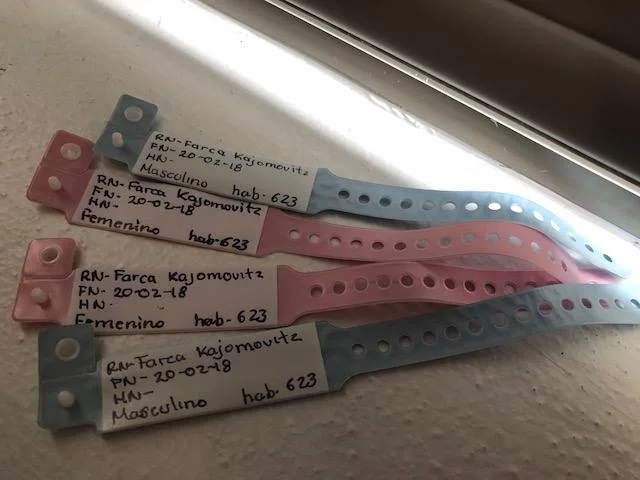 RN-Farca Kajomovitz
FN- 20-02-18
HN-
Masculino hab. 623
RN-Farca Kajomovitz
FN- 20-02-18
HN-
Femenino hab-623
RN-Farca Kajomovitz
FN- 20-02-18
HN-
Femenino hab- 623
RN-Farca Kajomovitz
FN- 20-02-18
HN-
Masculino hab. 623